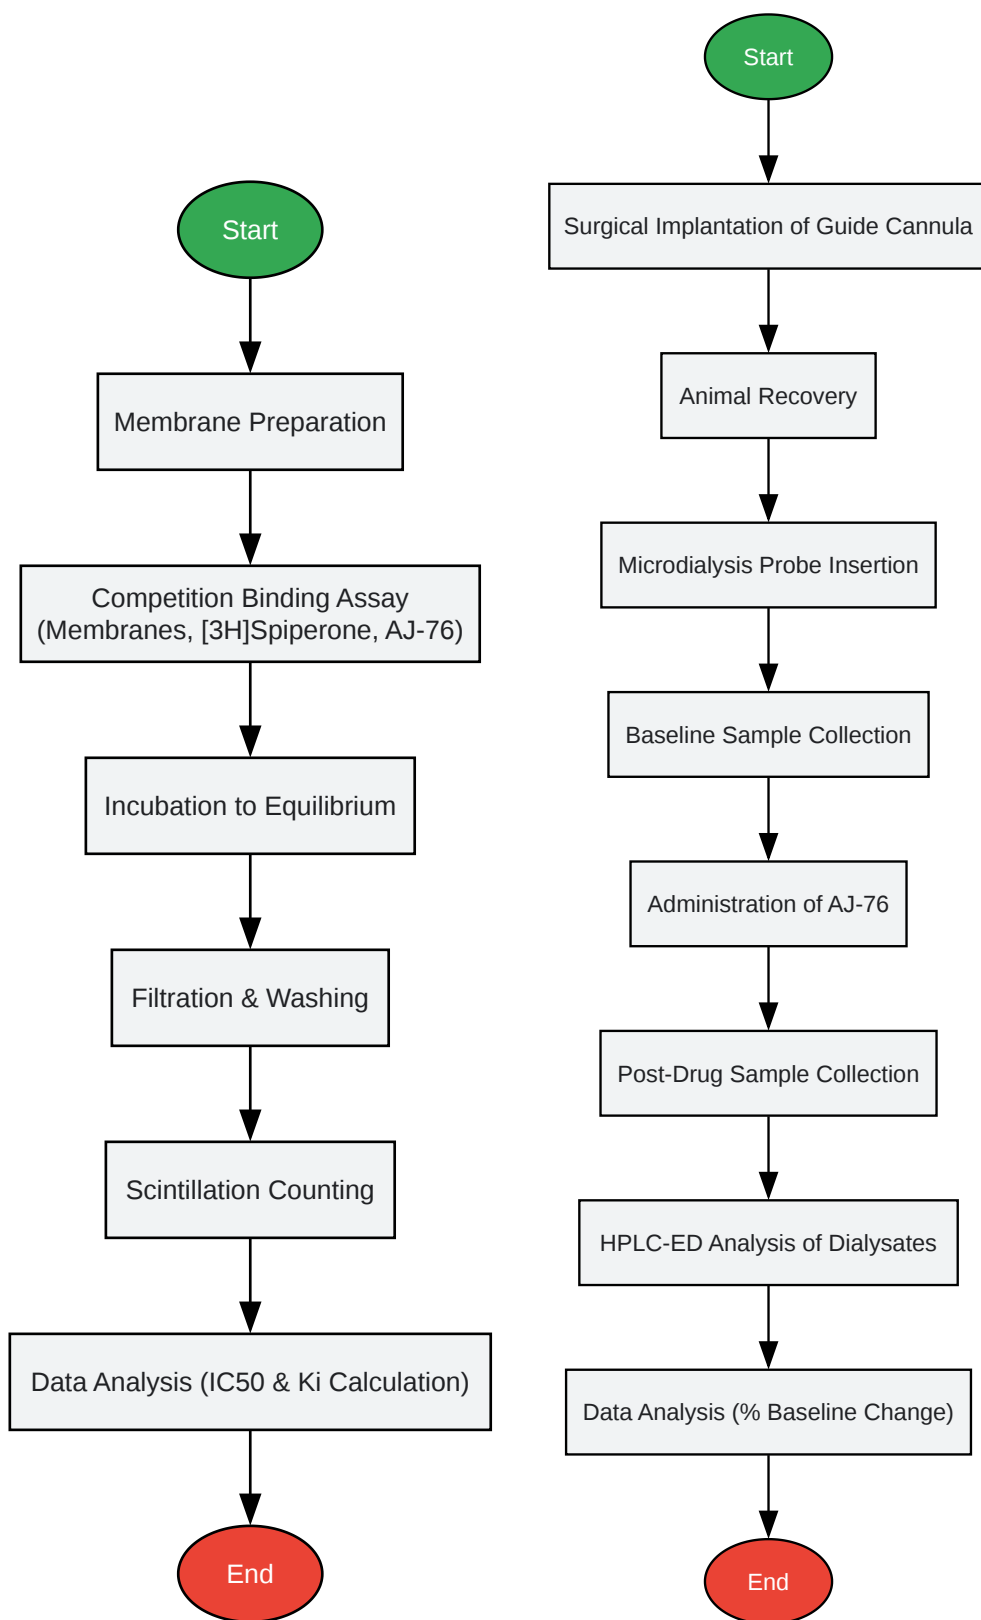 Start
Membrane Preparation
Competition Binding Assay
(Membranes, [3H]Spiperone, AJ-76)
Incubation to Equilibrium
Filtration & Washing
Scintillation Counting
Data Analysis (IC50 & Ki Calculation)
End
Start
Surgical Implantation of Guide Cannula
Animal Recovery
Microdialysis Probe Insertion
Baseline Sample Collection
Administration of AJ-76
Post-Drug Sample Collection
HPLC-ED Analysis of Dialysates
Data Analysis (% Baseline Change)
End